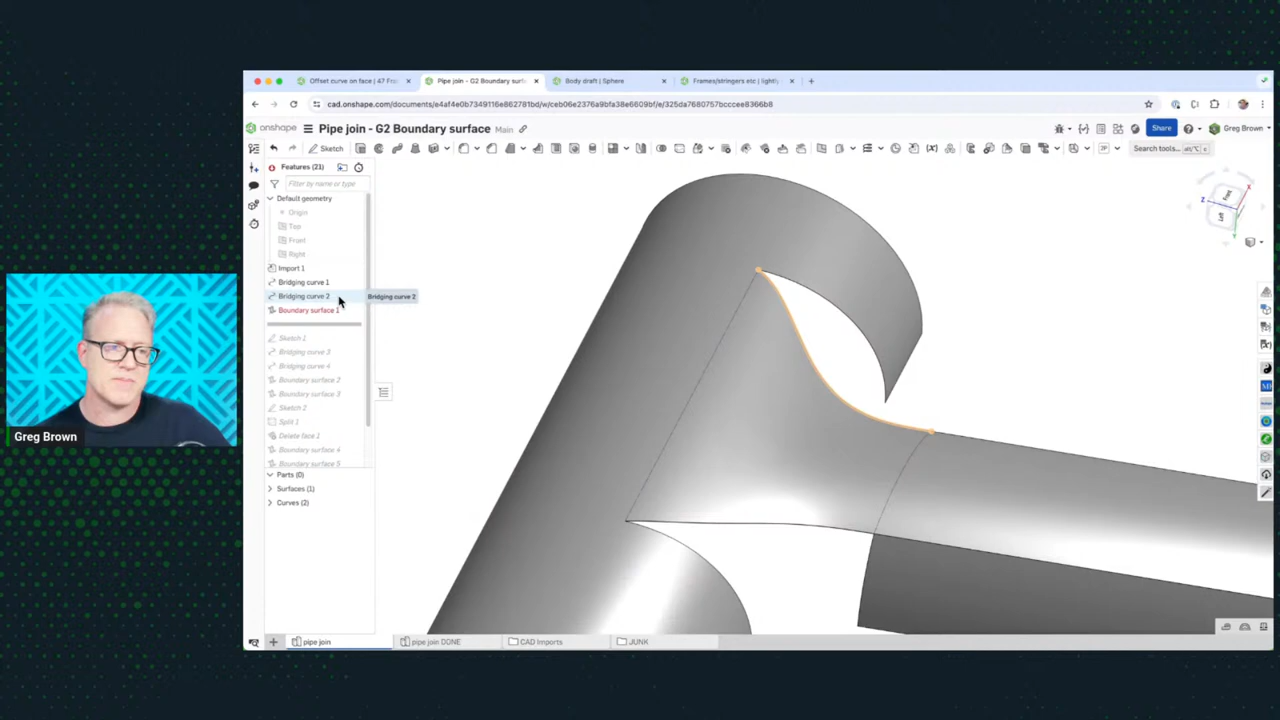 Offset curve on face | 47 Fra
Pipe join - G2 Boundary surf
Body draft | Sphere
Frames/stringers etc | lightly
cad.onshape.com/documents/e4af4e0b7349116e862781bd/w/ceb06e2376a9bfa38e6609bf/e/325da7680757bcccee8366b8
onshape
Pipe join - G2 Boundary surface Main
Share
Greg Brown
Sketch
Search tools...
Features (21)
Filter by name or type
Default geometry
Origin
Top
Front
Right
Import 1
Bridging curve 1
Bridging curve 2
Bridging curve 2
Boundary surface 1
Sketch 1
Bridging curve 3
Bridging curve 4
Boundary surface 2
Boundary surface 3
Sketch 2
Split 1
Delete face 1
Boundary surface 4
Boundary surface 5
Parts (0)
Surfaces (1)
Curves (2)
Front
Left
Z
Greg Brown
pipe join
pipe join DONE
CAD Imports
JUNK